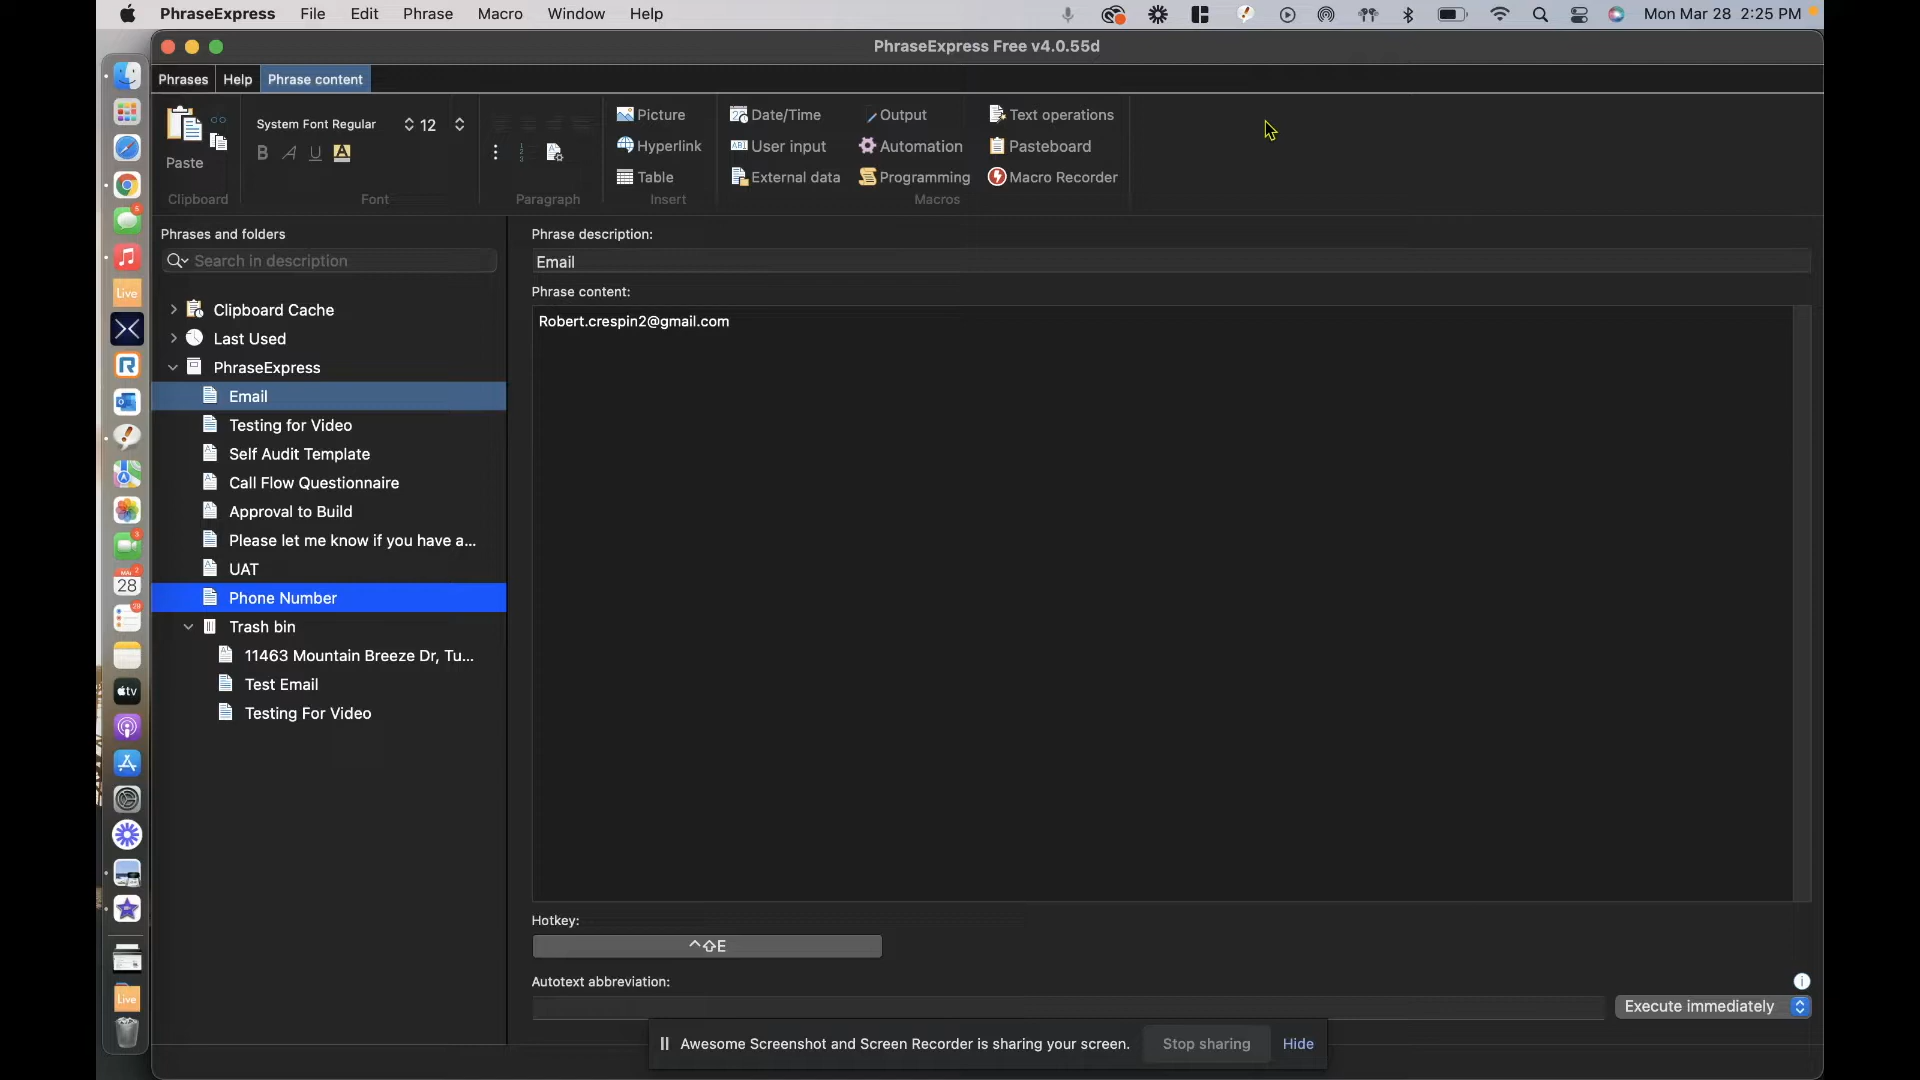 PhraseExpress File Edit Phrase Macro Window Help Mon Mar 28 2:25 PM
PhraseExpress Free v4.0.55d
Phrases Help Phrase content
Paste
Clipboard
System Font Regular 12
B A U A
Font
Paragraph
Picture
Hyperlink
Table
Insert
Date/Time Output Text operations
User input Automation Pasteboard
External data Programming Macro Recorder
Macros
Phrases and folders
Search in description
Clipboard Cache
Last Used
PhraseExpress
Email
Testing for Video
Self Audit Template
Call Flow Questionnaire
Approval to Build
Please let me know if you have a...
UAT
Phone Number
Trash bin
11463 Mountain Breeze Dr, Tu...
Test Email
Testing For Video
Phrase description:
Email
Phrase content:
Robert.crespin2@gmail.com
Hotkey:
^⇧E
Autotext abbreviation:
Execute immediately
Awesome Screenshot and Screen Recorder is sharing your screen. Stop sharing Hide
Live
28
tv
Live